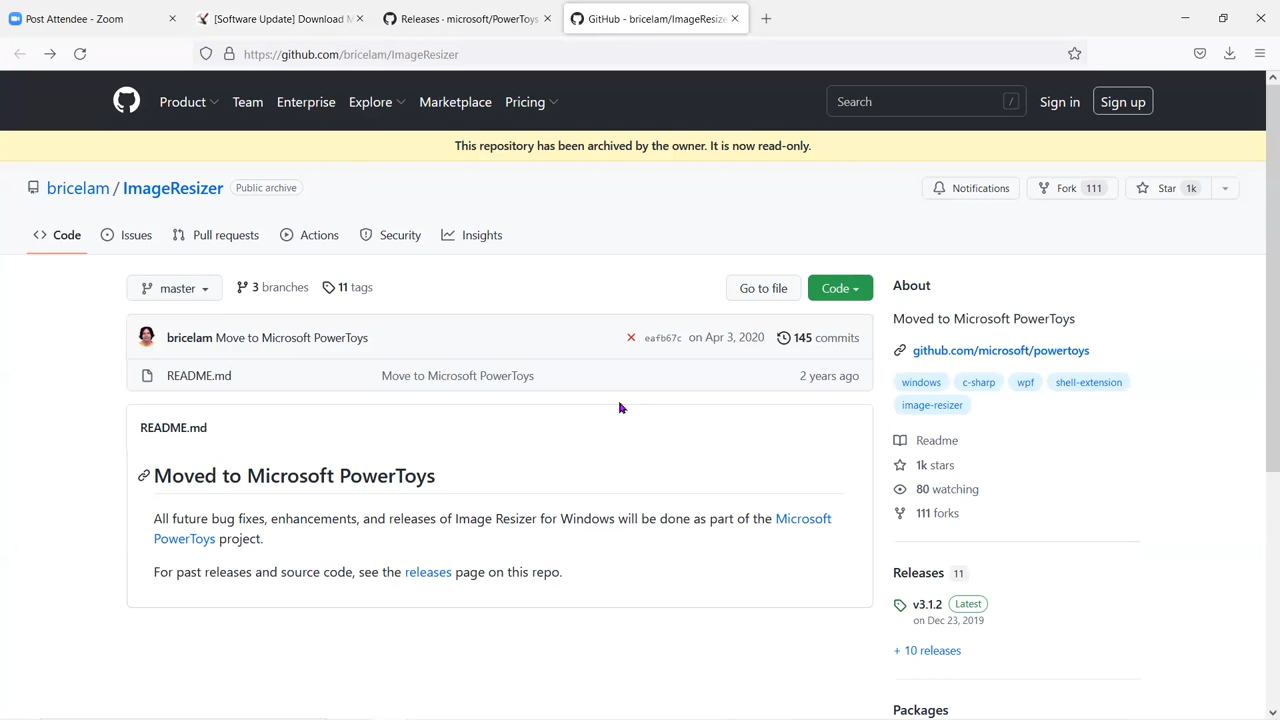 Post Attendee - Zoom
[Software Update] Download M
Releases · microsoft/PowerToys
GitHub - bricelam/ImageResize
https://github.com/bricelam/ImageResizer
Product
Team
Enterprise
Explore
Marketplace
Pricing
Search
/
Sign in
Sign up
This repository has been archived by the owner. It is now read-only.
bricelam / ImageResizer
Public archive
Notifications
Fork 111
Star 1k
Code
Issues
Pull requests
Actions
Security
Insights
master
3 branches
11 tags
Go to file
Code
bricelam Move to Microsoft PowerToys
eafb67c on Apr 3, 2020
145 commits
README.md
Move to Microsoft PowerToys
2 years ago
README.md
Moved to Microsoft PowerToys
All future bug fixes, enhancements, and releases of Image Resizer for Windows will be done as part of the Microsoft
PowerToys project.
For past releases and source code, see the releases page on this repo.
About
Moved to Microsoft PowerToys
github.com/microsoft/powertoys
windows
c-sharp
wpf
shell-extension
image-resizer
Readme
1k stars
80 watching
111 forks
Releases 11
v3.1.2 Latest
on Dec 23, 2019
+ 10 releases
Packages